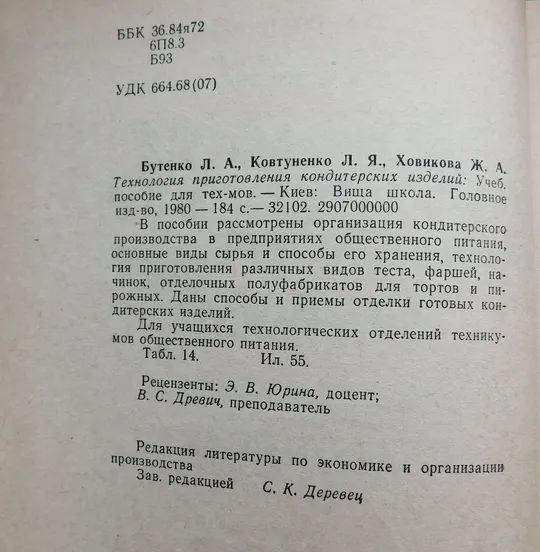 ББК 36.84я72
6П8.3
Б93
УДК 664.68(07)
Бутенко Л. А., Ковтуненко Л. Я., Ховикова Ж. А.
Технология приготовления кондитерских изделий: Учеб.
пособие для тех-мов. — Киев: Вища школа. Головное
изд-во, 1980 — 184 с.— 32102. 2907000000
В пособии рассмотрены организация кондитерского
производства в предприятиях общественного питания,
основные виды сырья и способы его хранения, техноло-
гия приготовления различных видов теста, фаршей, на-
чинок, отделочных полуфабрикатов для тортов и пи-
рожных. Даны способы и приемы отделки готовых кон-
дитерских изделий.
Для учащихся технологических отделений технику-
мов общественного питания.
Табл. 14. Ил. 55.
Рецензенты: Э. В. Юрина, доцент;
В. С. Древич, преподаватель
Редакция литературы по экономике и организации
производства
Зав. редакцией С. К. Деревец